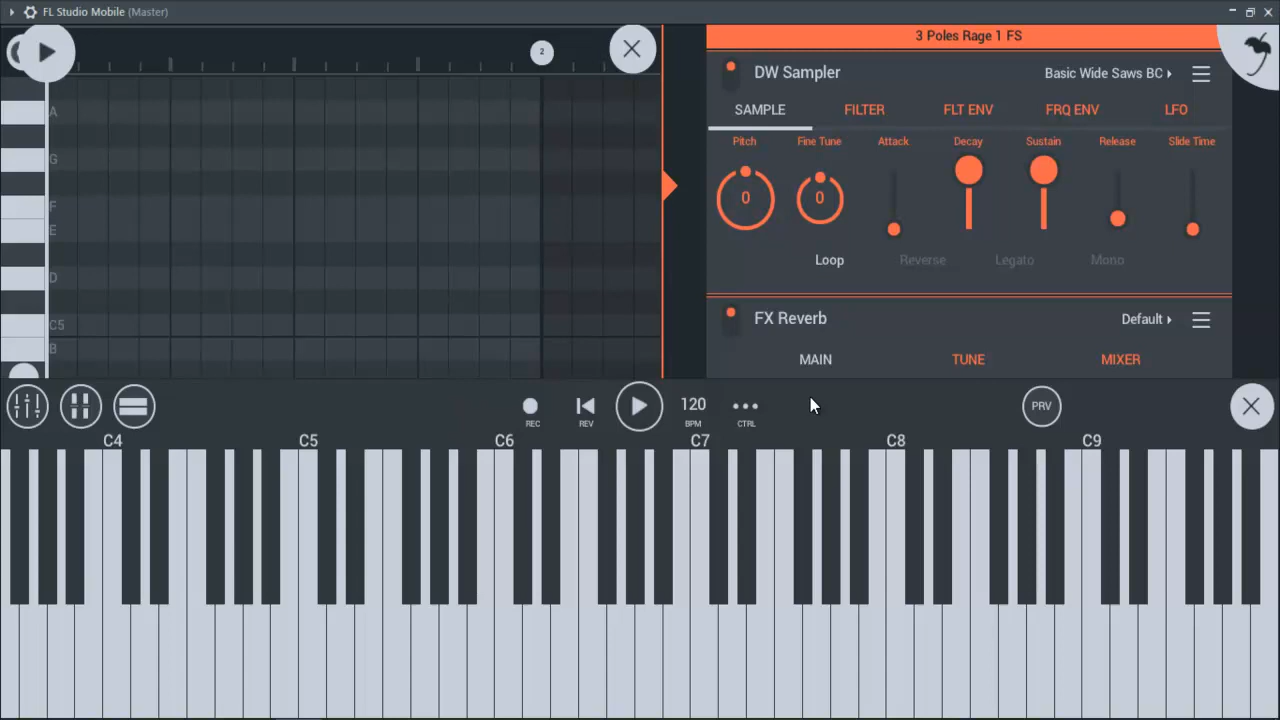 FL Studio Mobile (Master)
2
A
G
F
E
D
C5
B
3 Poles Rage 1 FS
DW Sampler
Basic Wide Saws BC
SAMPLE FILTER FLT ENV FRQ ENV LFO
Pitch Fine Tune Attack Decay Sustain Release Slide Time
0 0
Loop Reverse Legato Mono
FX Reverb
Default
MAIN TUNE MIXER
120 PRV
REC REV BPM CTRL
C4 C5 C6 C7 C8 C9